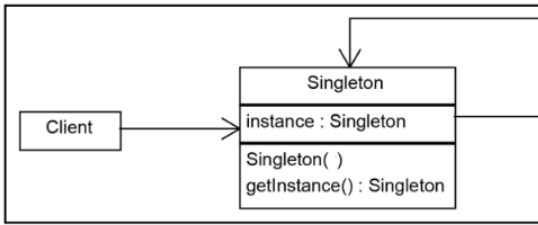 Singleton
Client
instance : Singleton
Singleton( )
getInstance() : Singleton